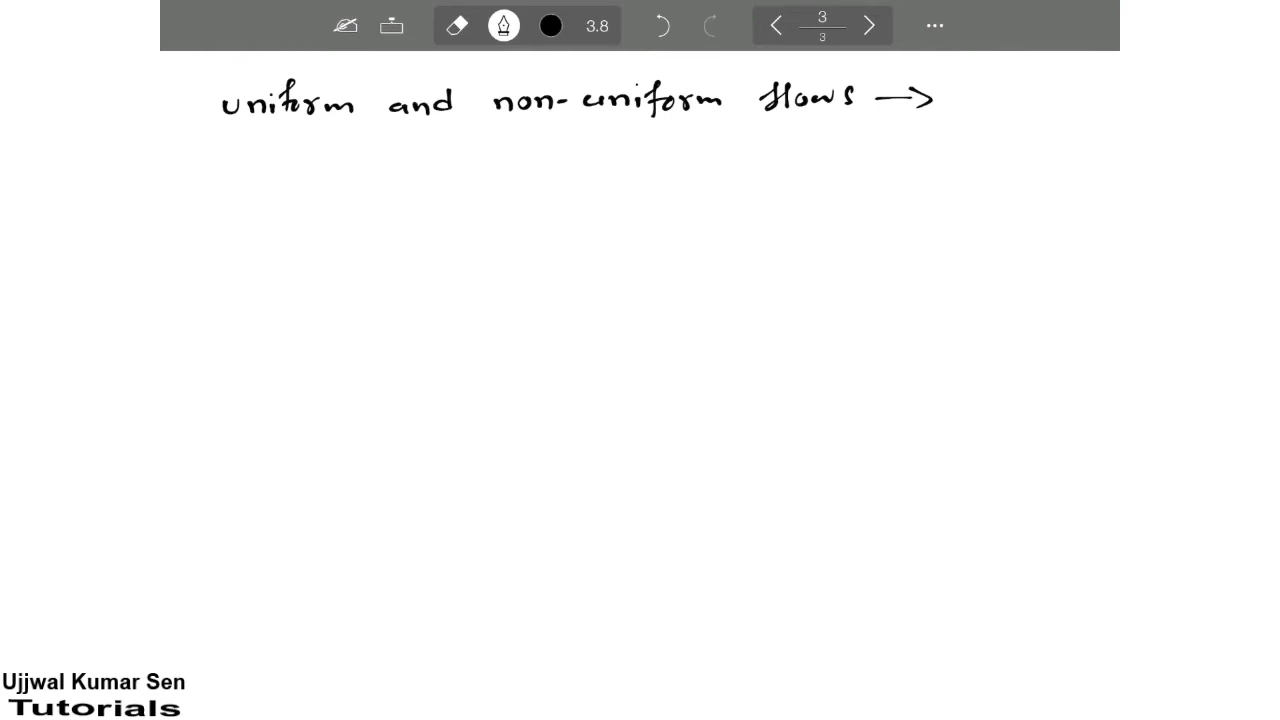 3.8
3
3
uniform and non-uniform flows →
Ujjwal Kumar Sen
Tutorials